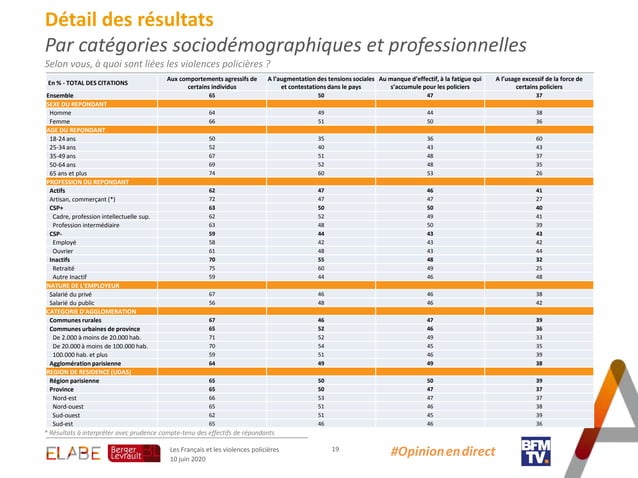 Détail des résultats
Par catégories sociodémographiques et professionnelles
Selon vous, à quoi sont liées les violences policières ?
En % - TOTAL DES CITATIONS | Aux comportements agressifs de certains individus | A l'augmentation des tensions sociales et contestations dans le pays | Au manque d'effectif, à la fatigue qui s'accumule pour les policiers | A l'usage excessif de la force de certains policiers
Ensemble 65 50 47 37
SEXE DU REPONDANT
Homme 64 49 44 38
Femme 66 51 50 36
AGE DU REPONDANT
18-24 ans 50 35 36 60
25-34 ans 52 40 43 43
35-49 ans 67 51 48 37
50-64 ans 69 52 48 35
65 ans et plus 74 60 53 26
PROFESSION DU REPONDANT
Actifs 62 47 46 41
Artisan, commerçant (*) 72 47 47 27
CSP+ 63 50 50 40
Cadre, profession intellectuelle sup. 62 52 49 41
Profession intermédiaire 63 48 50 39
CSP- 59 44 43 43
Employé 58 42 43 42
Ouvrier 61 48 43 44
Inactifs 70 55 48 32
Retraité 75 60 49 25
Autre Inactif 59 44 46 48
NATURE DE L'EMPLOYEUR
Salarié du privé 67 46 46 38
Salarié du public 56 48 46 42
CATEGORIE D'AGGLOMERATION
Communes rurales 67 46 47 39
Communes urbaines de province 65 52 46 36
De 2.000 à moins de 20.000 hab. 71 52 49 33
De 20.000 à moins de 100.000 hab. 70 54 45 35
100.000 hab. et plus 59 51 46 39
Agglomération parisienne 64 49 49 38
REGION DE RESIDENCE (UDA5)
Région parisienne 65 50 50 39
Province 65 50 47 37
Nord-est 66 53 47 37
Nord-ouest 65 51 46 38
Sud-ouest 62 51 45 39
Sud-est 65 46 46 36
* Résultats à interpréter avec prudence compte-tenu des effectifs de répondants
ELABE
Berger Levrault
Les Français et les violences policières
10 juin 2020
19
#Opinion en direct
BFM
TV.